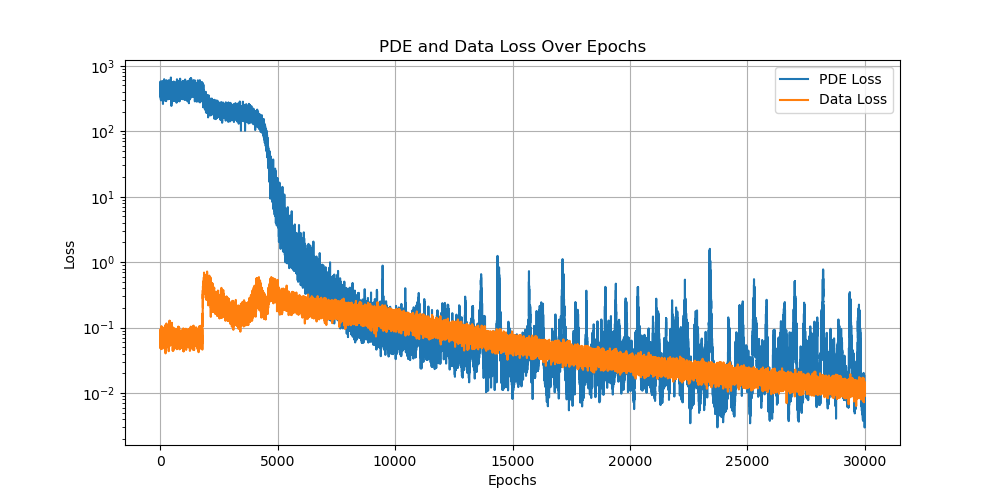 PDE and Data Loss Over Epochs
PDE Loss
Data Loss
10³
10²
10¹
10⁰
10⁻¹
10⁻²
Loss
0 5000 10000 15000 20000 25000 30000
Epochs